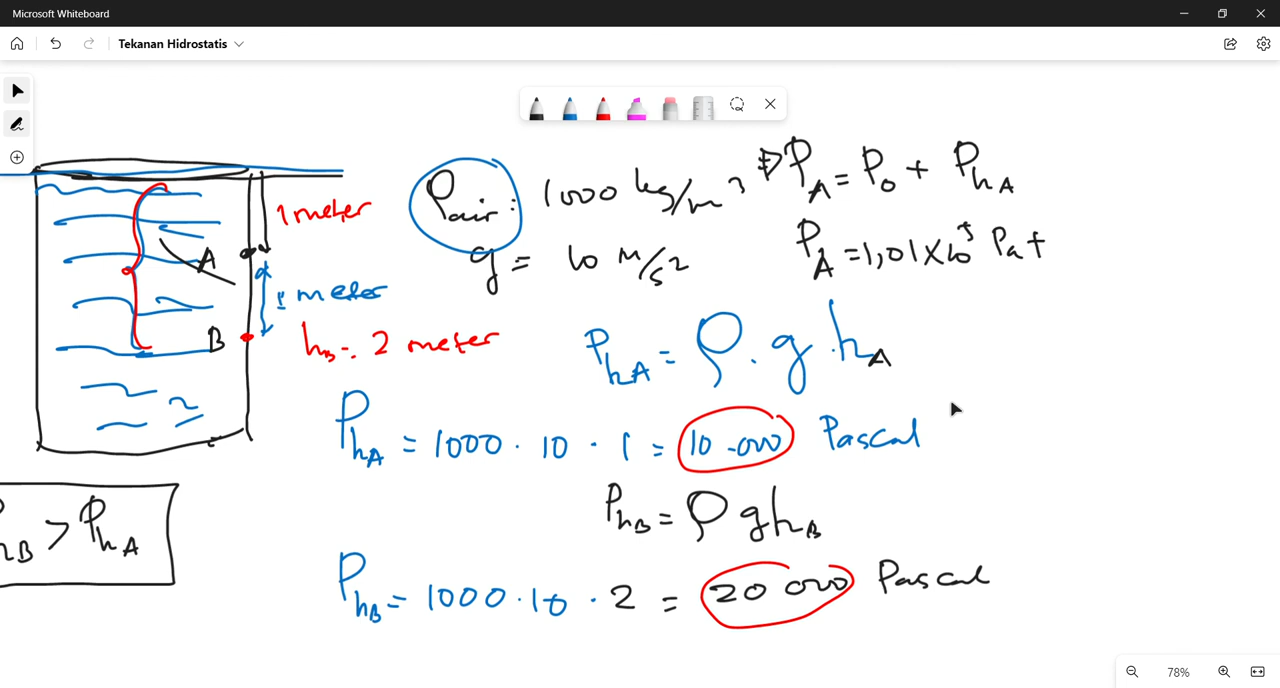 Microsoft Whiteboard
Tekanan Hidrostatis
1 meter
A
1 meter
B
h_B = 2 meter
ρ_air : 1000 kg/m³
g = 10 m/s²
⇒ P_A = P_0 + P_hA
P_A = 1,01 × 10⁵ Pa +
P_hA = ρ . g . h_A
P_hA = 1000 . 10 . 1 = 10.000 Pascal
P_hB = ρ g h_B
P_hB = 1000 . 10 . 2 = 20 000 Pascal
P_hB > P_hA
78%